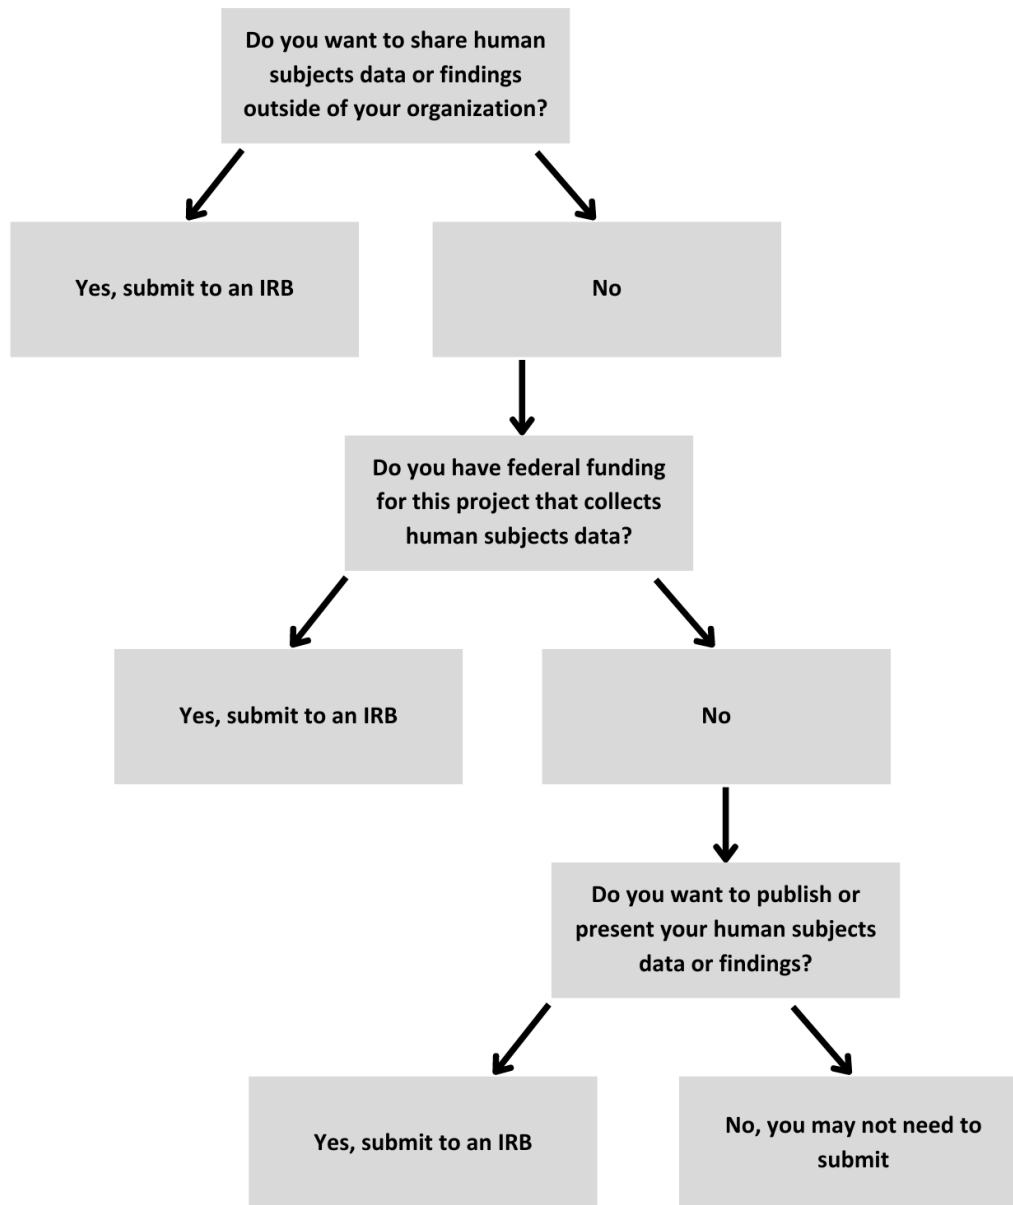 Do you want to share human
subjects data or findings
outside of your organization?
Yes, submit to an IRB
No
Do you have federal funding
for this project that collects
human subjects data?
Yes, submit to an IRB
No
Do you want to publish or
present your human subjects
data or findings?
Yes, submit to an IRB
No, you may not need to
submit